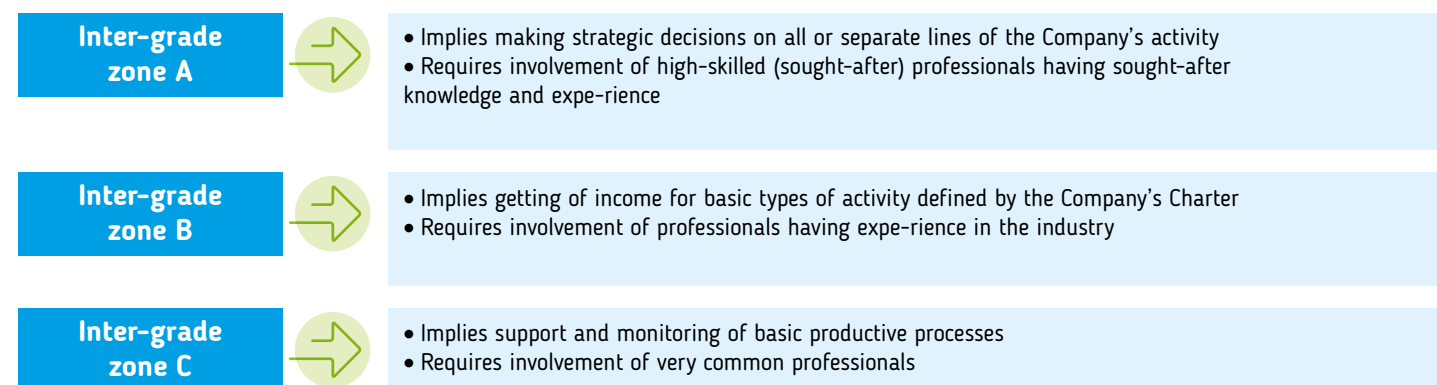 Inter-grade
zone A
• Implies making strategic decisions on all or separate lines of the Company’s activity
• Requires involvement of high-skilled (sought-after) professionals having sought-after
knowledge and expe-rience
Inter-grade
zone B
• Implies getting of income for basic types of activity defined by the Company’s Charter
• Requires involvement of professionals having expe-rience in the industry
Inter-grade
zone C
• Implies support and monitoring of basic productive processes
• Requires involvement of very common professionals